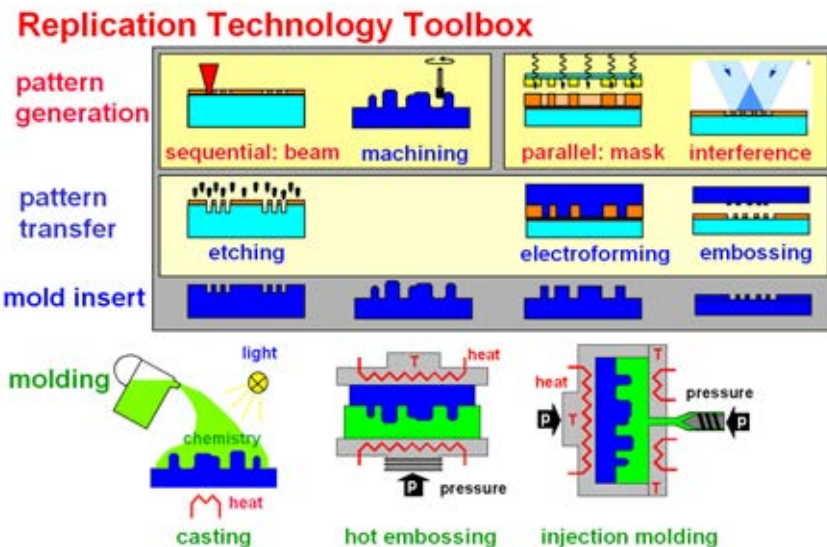 Replication Technology Toolbox
pattern
generation
sequential: beam
machining
parallel: mask
interference
pattern
transfer
etching
electroforming
embossing
mold insert
molding
light
chemistry
heat
casting
T
heat
P
pressure
hot embossing
T
heat
pressure
P
T
P
T
injection molding